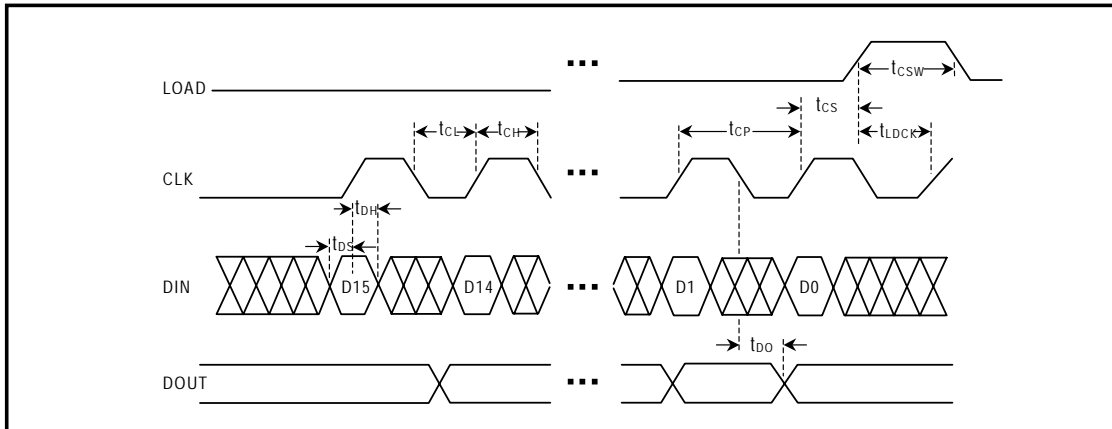 LOAD
tCSW
tCS
tCL
tCH
tCP
tLDCK
CLK
tDH
tDS
DIN
D15
D14
D1
D0
tDO
DOUT